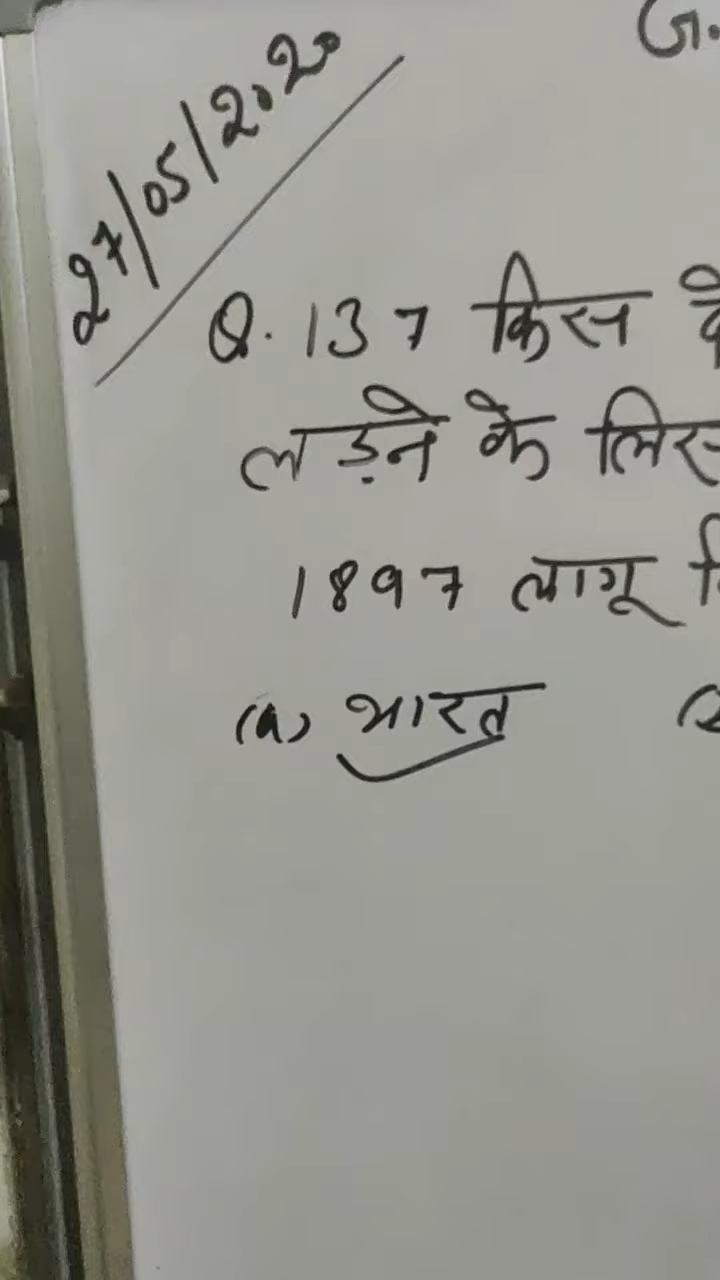 G.
27/05/2020
Q. 137 किस
लड़ने के लिए
1897 लागू
(a) भारत